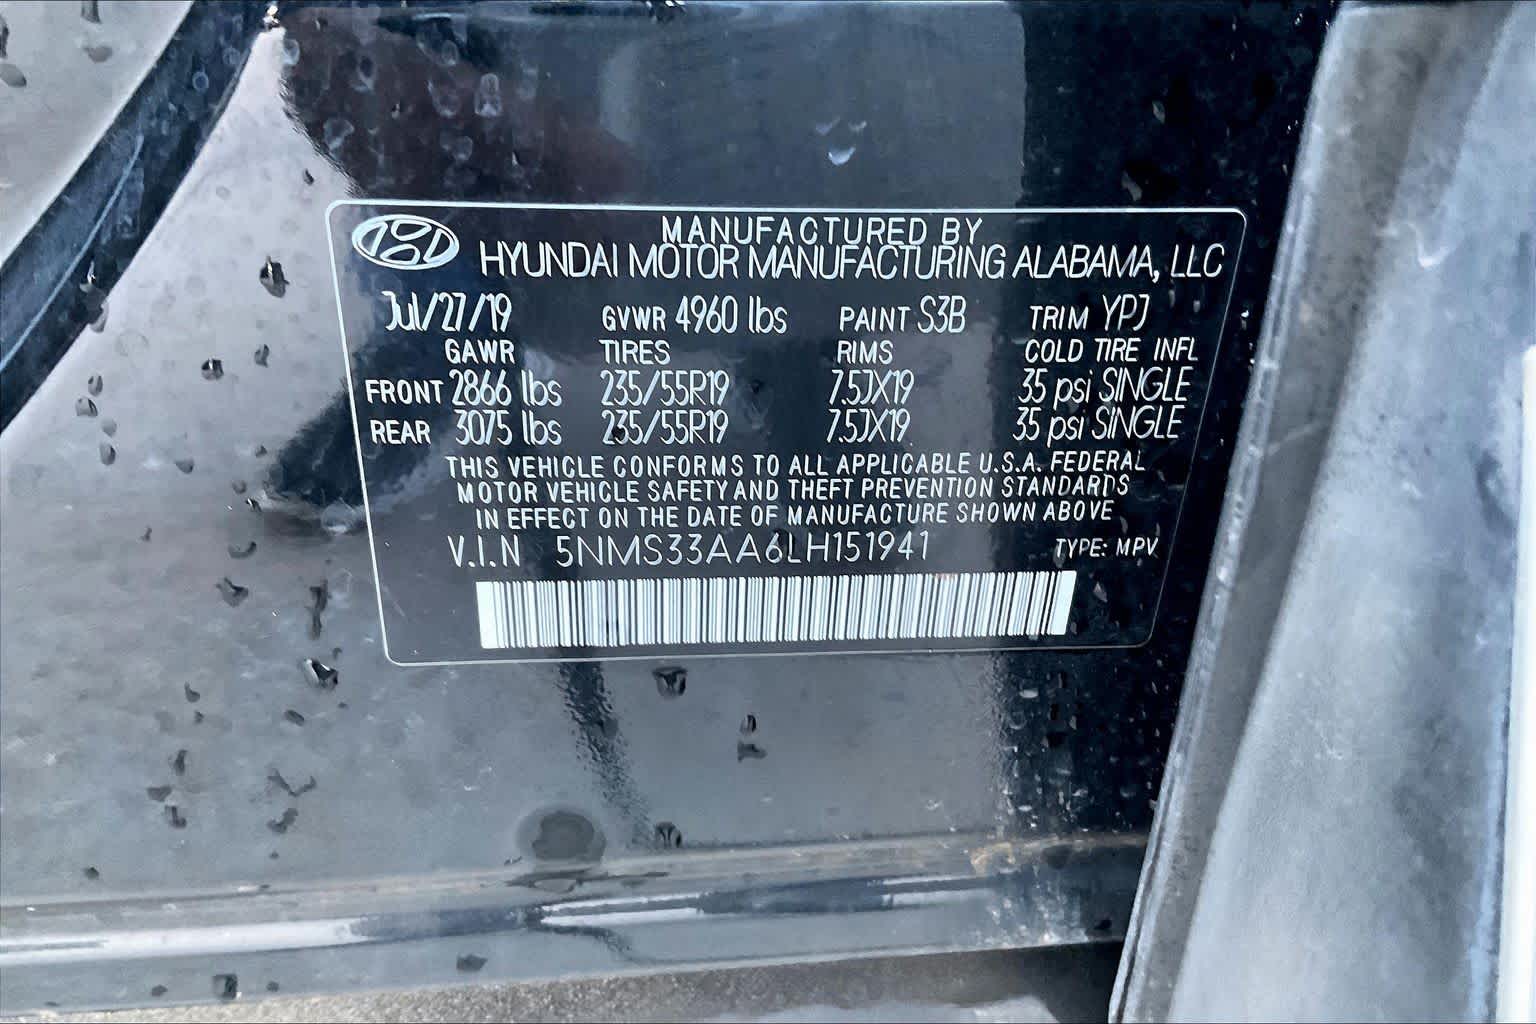 MANUFACTURED BY
HYUNDAI MOTOR MANUFACTURING ALABAMA, LLC
Jul/27/19 GVWR 4960 lbs PAINT S3B TRIM YPJ
GAWR TIRES RIMS COLD TIRE INFL
FRONT 2866 lbs 235/55R19 7.5JX19 35 psi SINGLE
REAR 3075 lbs 235/55R19 7.5JX19 35 psi SINGLE
THIS VEHICLE CONFORMS TO ALL APPLICABLE U.S.A. FEDERAL
MOTOR VEHICLE SAFETY AND THEFT PREVENTION STANDARDS
IN EFFECT ON THE DATE OF MANUFACTURE SHOWN ABOVE
V.I.N 5NMS33AA6LH151941 TYPE: MPV